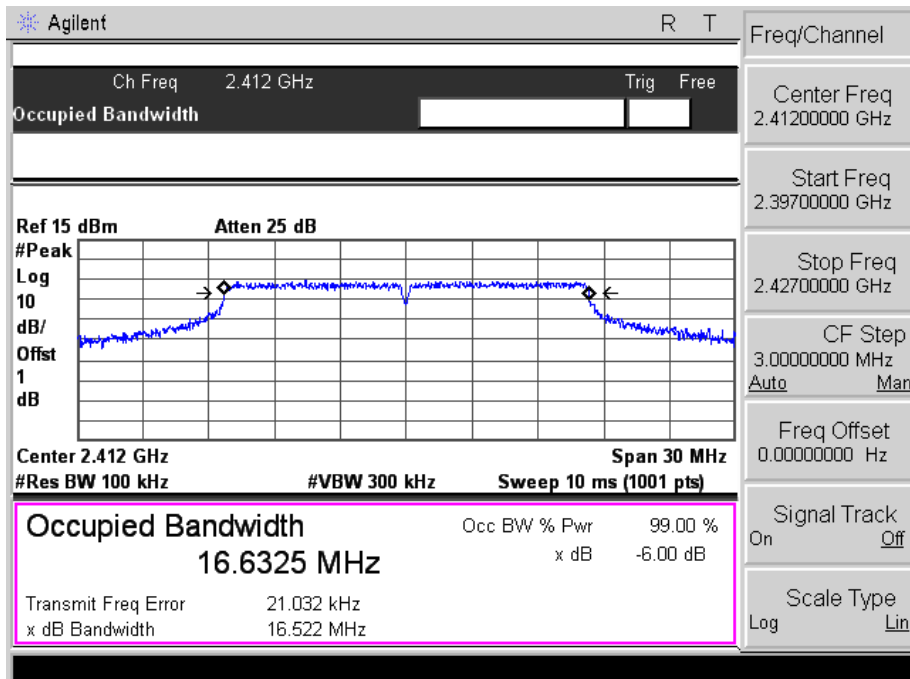 Agilent R T
Freq/Channel
Ch Freq 2.412 GHz Trig Free
Occupied Bandwidth
Center Freq
2.41200000 GHz
Start Freq
2.39700000 GHz
Stop Freq
2.42700000 GHz
CF Step
3.00000000 MHz
Auto Man
Freq Offset
0.00000000 Hz
Signal Track
On Off
Scale Type
Log Lin
Ref 15 dBm Atten 25 dB
#Peak
Log
10
dB/
Offst
1
dB
Center 2.412 GHz Span 30 MHz
#Res BW 100 kHz #VBW 300 kHz Sweep 10 ms (1001 pts)
Occupied Bandwidth Occ BW % Pwr 99.00 %
16.6325 MHz x dB -6.00 dB
Transmit Freq Error 21.032 kHz
x dB Bandwidth 16.522 MHz